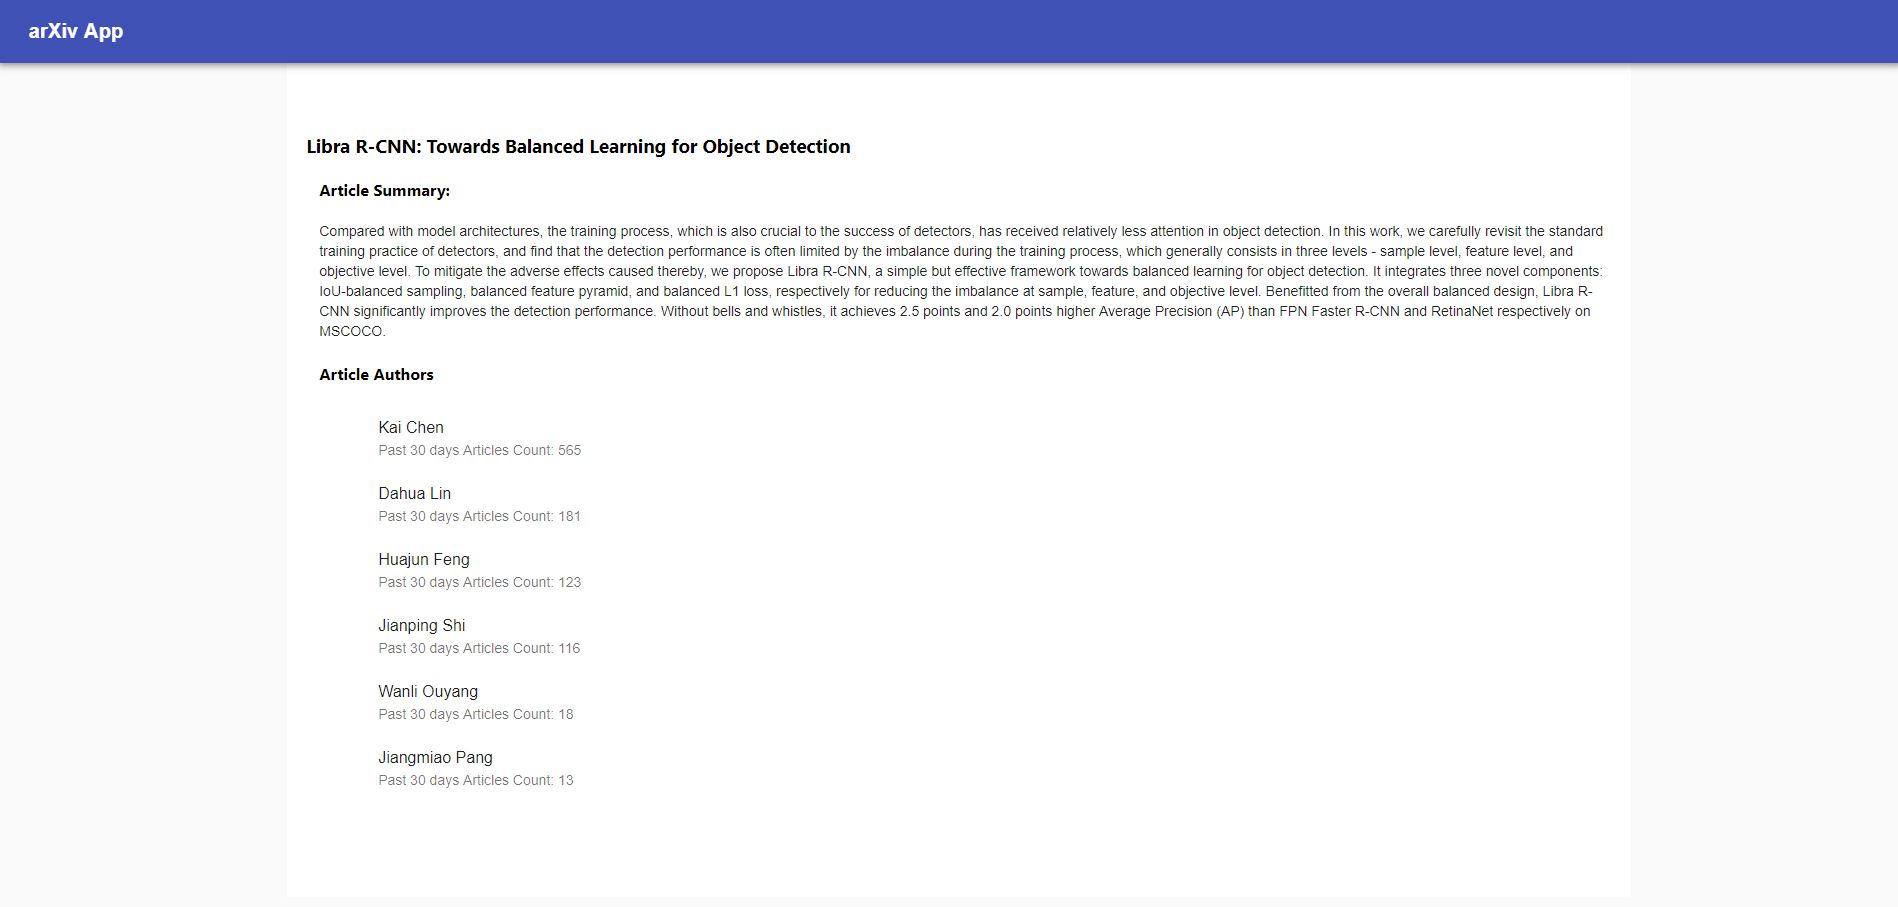 arXiv App
Libra R-CNN: Towards Balanced Learning for Object Detection
Article Summary:
Compared with model architectures, the training process, which is also crucial to the success of detectors, has received relatively less attention in object detection. In this work, we carefully revisit the standard
training practice of detectors, and find that the detection performance is often limited by the imbalance during the training process, which generally consists in three levels - sample level, feature level, and
objective level. To mitigate the adverse effects caused thereby, we propose Libra R-CNN, a simple but effective framework towards balanced learning for object detection. It integrates three novel components:
IoU-balanced sampling, balanced feature pyramid, and balanced L1 loss, respectively for reducing the imbalance at sample, feature, and objective level. Benefitted from the overall balanced design, Libra R-
CNN significantly improves the detection performance. Without bells and whistles, it achieves 2.5 points and 2.0 points higher Average Precision (AP) than FPN Faster R-CNN and RetinaNet respectively on
MSCOCO.
Article Authors
Kai Chen
Past 30 days Articles Count: 565
Dahua Lin
Past 30 days Articles Count: 181
Huajun Feng
Past 30 days Articles Count: 123
Jianping Shi
Past 30 days Articles Count: 116
Wanli Ouyang
Past 30 days Articles Count: 18
Jiangmiao Pang
Past 30 days Articles Count: 13